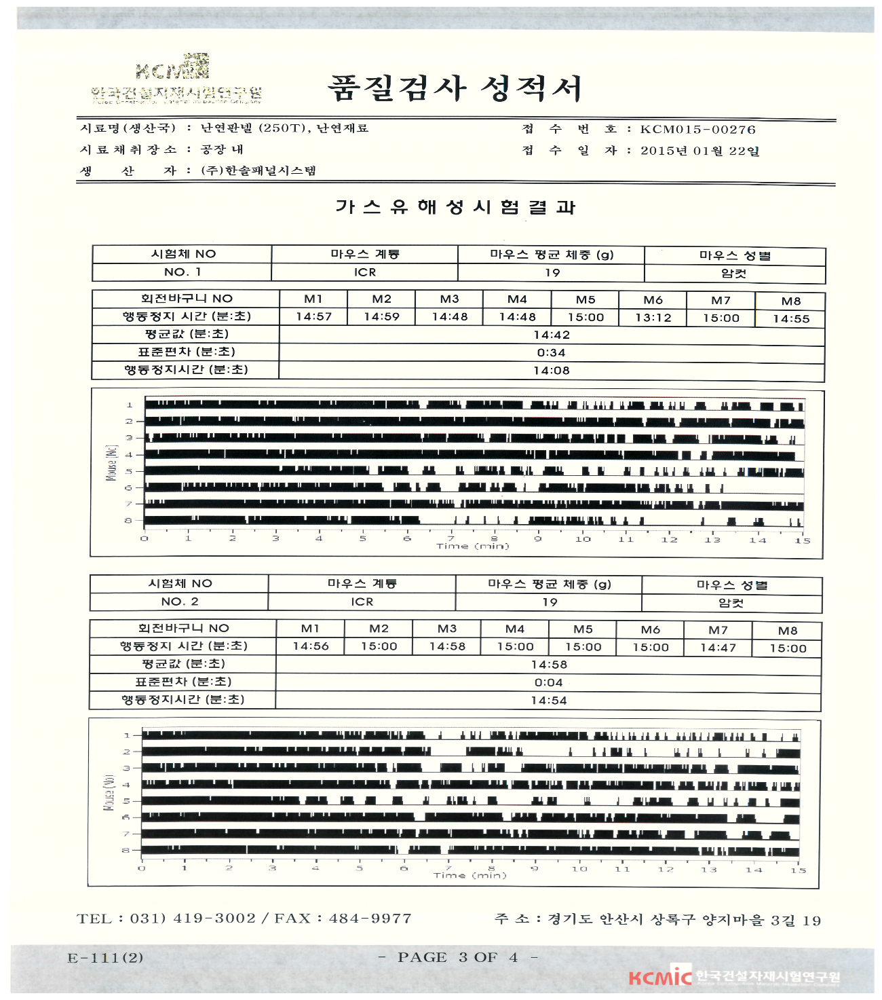 KCMIC
한국건설자재시험연구원
품질검사 성적서
시료명(생산국) : 난연판넬 (250T), 난연재료
접 수 번 호 : KCM015-00276
시료채취장소 : 공장 내
접 수 일 자 : 2015년 01월 22일
생 산 자 : (주)한솔패널시스템
가스유해성시험결과
시험체 NO 마우스 계통 마우스 평균 체중 (g) 마우스 성별
NO. 1 ICR 19 암컷
회전바구니 NO M1 M2 M3 M4 M5 M6 M7 M8
행동정지 시간 (분:초) 14:57 14:59 14:48 14:48 15:00 13:12 15:00 14:55
평균값 (분:초) 14:42
표준편차 (분:초) 0:34
행동정지시간 (분:초) 14:08
Mouse (No)
1
2
3
4
5
6
7
8
0 1 2 3 4 5 6 7 8 9 10 11 12 13 14 15
Time (min)
시험체 NO 마우스 계통 마우스 평균 체중 (g) 마우스 성별
NO. 2 ICR 19 암컷
회전바구니 NO M1 M2 M3 M4 M5 M6 M7 M8
행동정지 시간 (분:초) 14:56 15:00 14:58 15:00 15:00 15:00 14:47 15:00
평균값 (분:초) 14:58
표준편차 (분:초) 0:04
행동정지시간 (분:초) 14:54
Mouse (No)
1
2
3
4
5
6
7
8
0 1 2 3 4 5 6 7 8 9 10 11 12 13 14 15
Time (min)
TEL : 031) 419-3002 / FAX : 484-9977
주 소 : 경기도 안산시 상록구 양지마을 3길 19
E-111(2)
- PAGE 3 OF 4 -
KCMIC 한국건설자재시험연구원